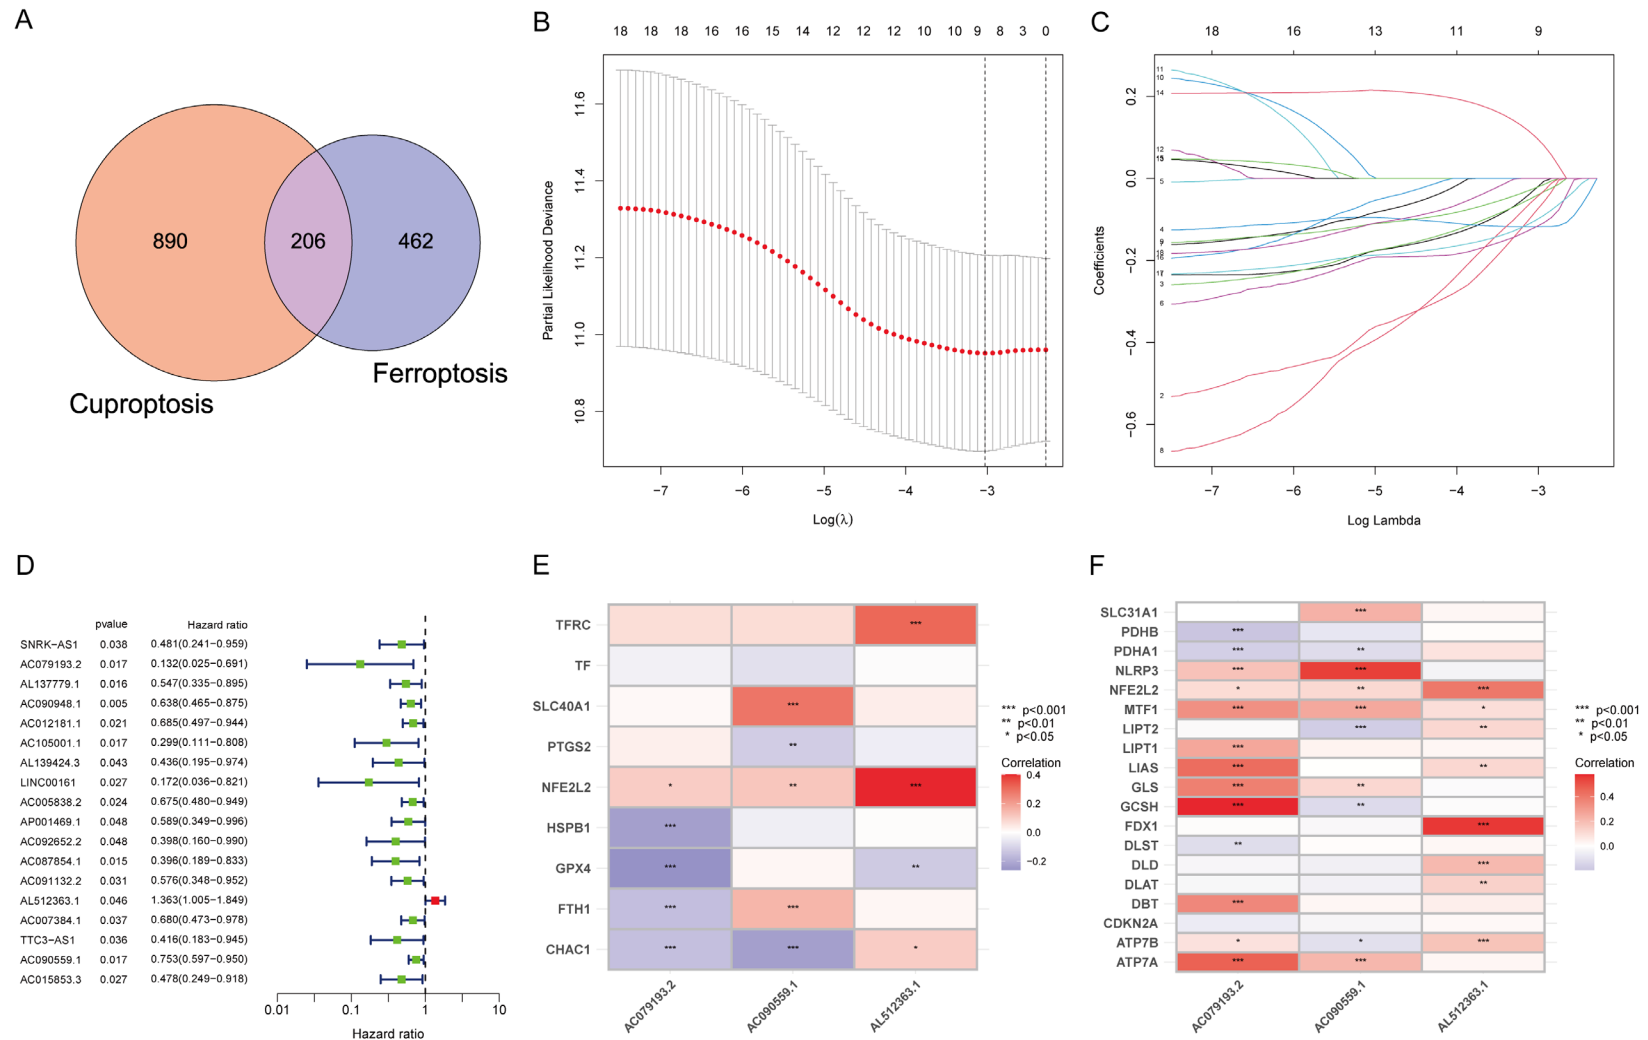 A
890
206
462
Cuproptosis
Ferroptosis
B
18 18 18 16 16 15 14 12 12 12 10 10 9 8 3 0
Partial Likelihood Deviance
11.6
11.4
11.2
11.0
10.8
−7 −6 −5 −4 −3
Log(λ)
C
18 16 13 11 9
Coefficients
0.2
0.0
−0.2
−0.4
−0.6
11
10
14
12
5
4
9
3
6
2
8
−7 −6 −5 −4 −3
Log Lambda
D
pvalue Hazard ratio
SNRK−AS1 0.038 0.481(0.241−0.959)
AC079193.2 0.017 0.132(0.025−0.691)
AL137779.1 0.016 0.547(0.335−0.895)
AC090948.1 0.005 0.638(0.465−0.875)
AC012181.1 0.021 0.685(0.497−0.944)
AC105001.1 0.017 0.299(0.111−0.808)
AL139424.3 0.043 0.436(0.195−0.974)
LINC00161 0.027 0.172(0.036−0.821)
AC005838.2 0.024 0.675(0.480−0.949)
AP001469.1 0.048 0.589(0.349−0.996)
AC092652.2 0.048 0.398(0.160−0.990)
AC087854.1 0.015 0.396(0.189−0.833)
AC091132.2 0.031 0.576(0.348−0.952)
AL512363.1 0.046 1.363(1.005−1.849)
AC007384.1 0.037 0.680(0.473−0.978)
TTC3−AS1 0.036 0.416(0.183−0.945)
AC090559.1 0.017 0.753(0.597−0.950)
AC015853.3 0.027 0.478(0.249−0.918)
0.01 0.1 1 10
Hazard ratio
E
TFRC ***
TF
SLC40A1 ***
PTGS2 **
NFE2L2 * ** ***
HSPB1 ***
GPX4 *** **
FTH1 *** ***
CHAC1 *** *** *
AC079193.2 AC090559.1 AL512363.1
*** p<0.001
** p<0.01
* p<0.05
Correlation
0.4
0.2
0.0
−0.2
F
SLC31A1 ***
PDHB ***
PDHA1 *** **
NLRP3 *** ***
NFE2L2 * ** ***
MTF1 *** *** *
LIPT2 *** **
LIPT1 ***
LIAS *** **
GLS *** **
GCSH *** **
FDX1 ***
DLST **
DLD ***
DLAT **
DBT ***
CDKN2A
ATP7B * * ***
ATP7A *** ***
AC079193.2 AC090559.1 AL512363.1
*** p<0.001
** p<0.01
* p<0.05
Correlation
0.4
0.2
0.0